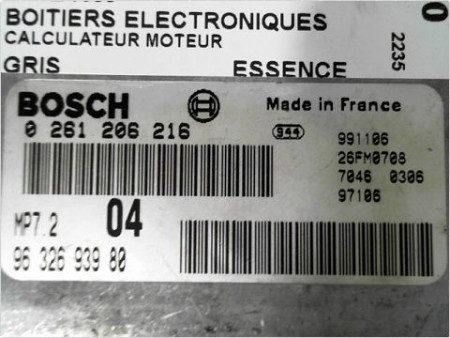 BOITIERS ELECTRONIQUES
CALCULATEUR MOTEUR
GRIS ESSENCE
2235
0
BOSCH Made in France
0 261 206 216 S44 991106
26FM0708
7046 0306
97106
MP7.2 04
96 326 939 80